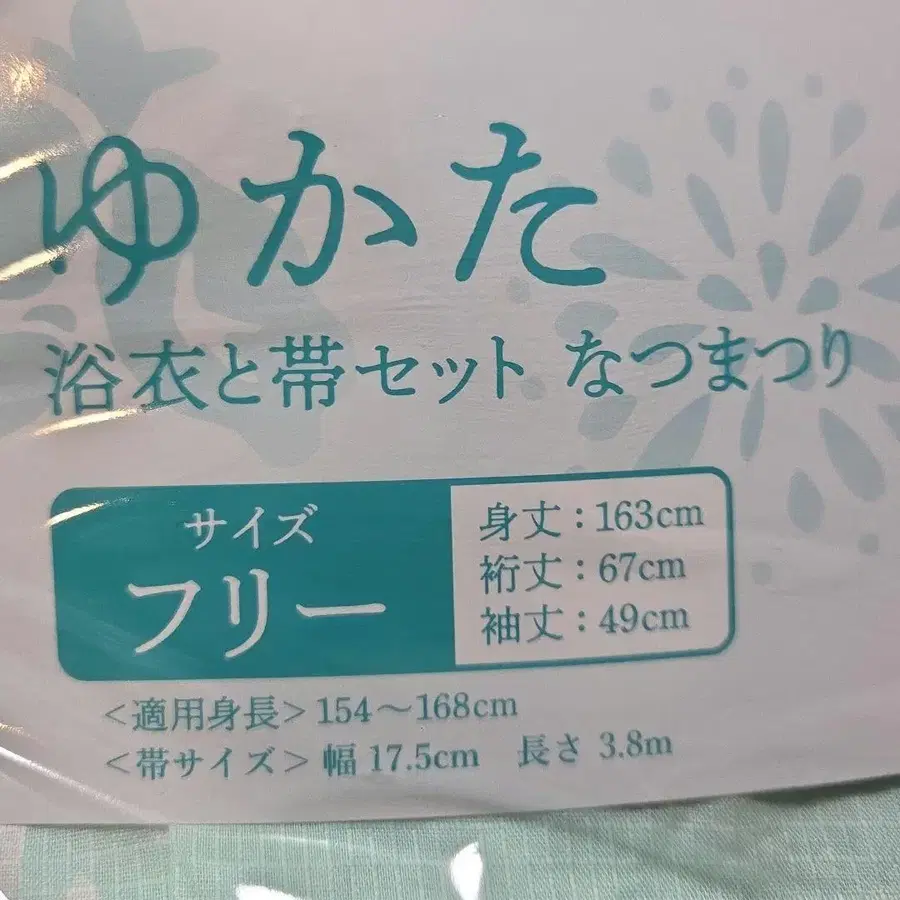 ゆかた
浴衣と帯セット なつまつり
サイズ
フリー
身丈：163cm
裄丈：67cm
袖丈：49cm
＜適用身長＞154～168cm
＜帯サイズ＞幅 17.5cm　長さ 3.8m